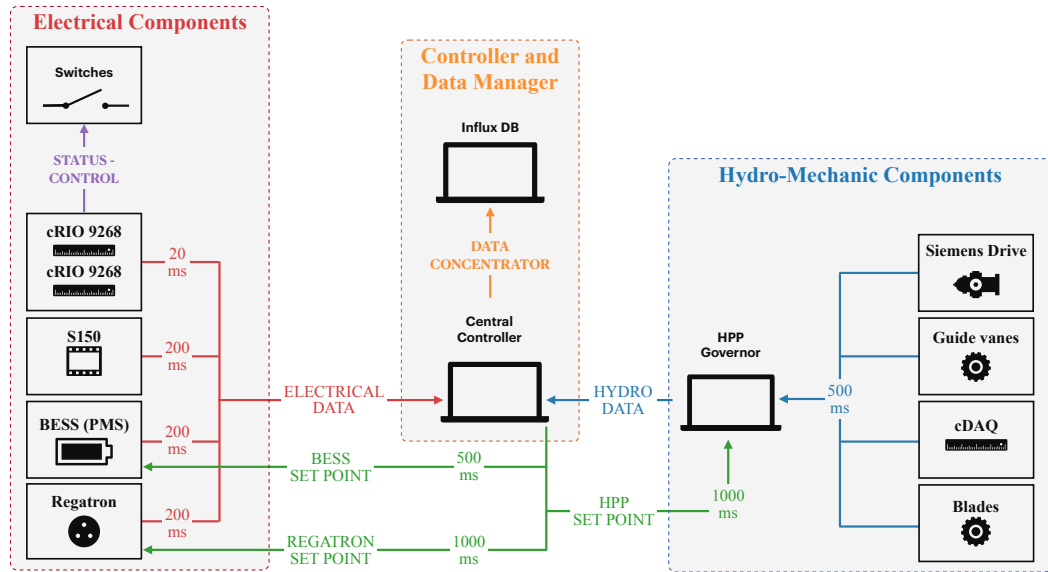 Electrical Components
Switches
STATUS -
CONTROL
cRIO 9268
cRIO 9268
20
ms
S150
200
ms
BESS (PMS)
200
ms
Regatron
200
ms
ELECTRICAL
DATA
BESS
SET POINT
500
ms
REGATRON
SET POINT
1000
ms
Controller and
Data Manager
Influx DB
DATA
CONCENTRATOR
Central
Controller
HYDRO
DATA
HPP
SET POINT
Hydro-Mechanic Components
HPP
Governor
1000
ms
500
ms
Siemens Drive
Guide vanes
cDAQ
Blades